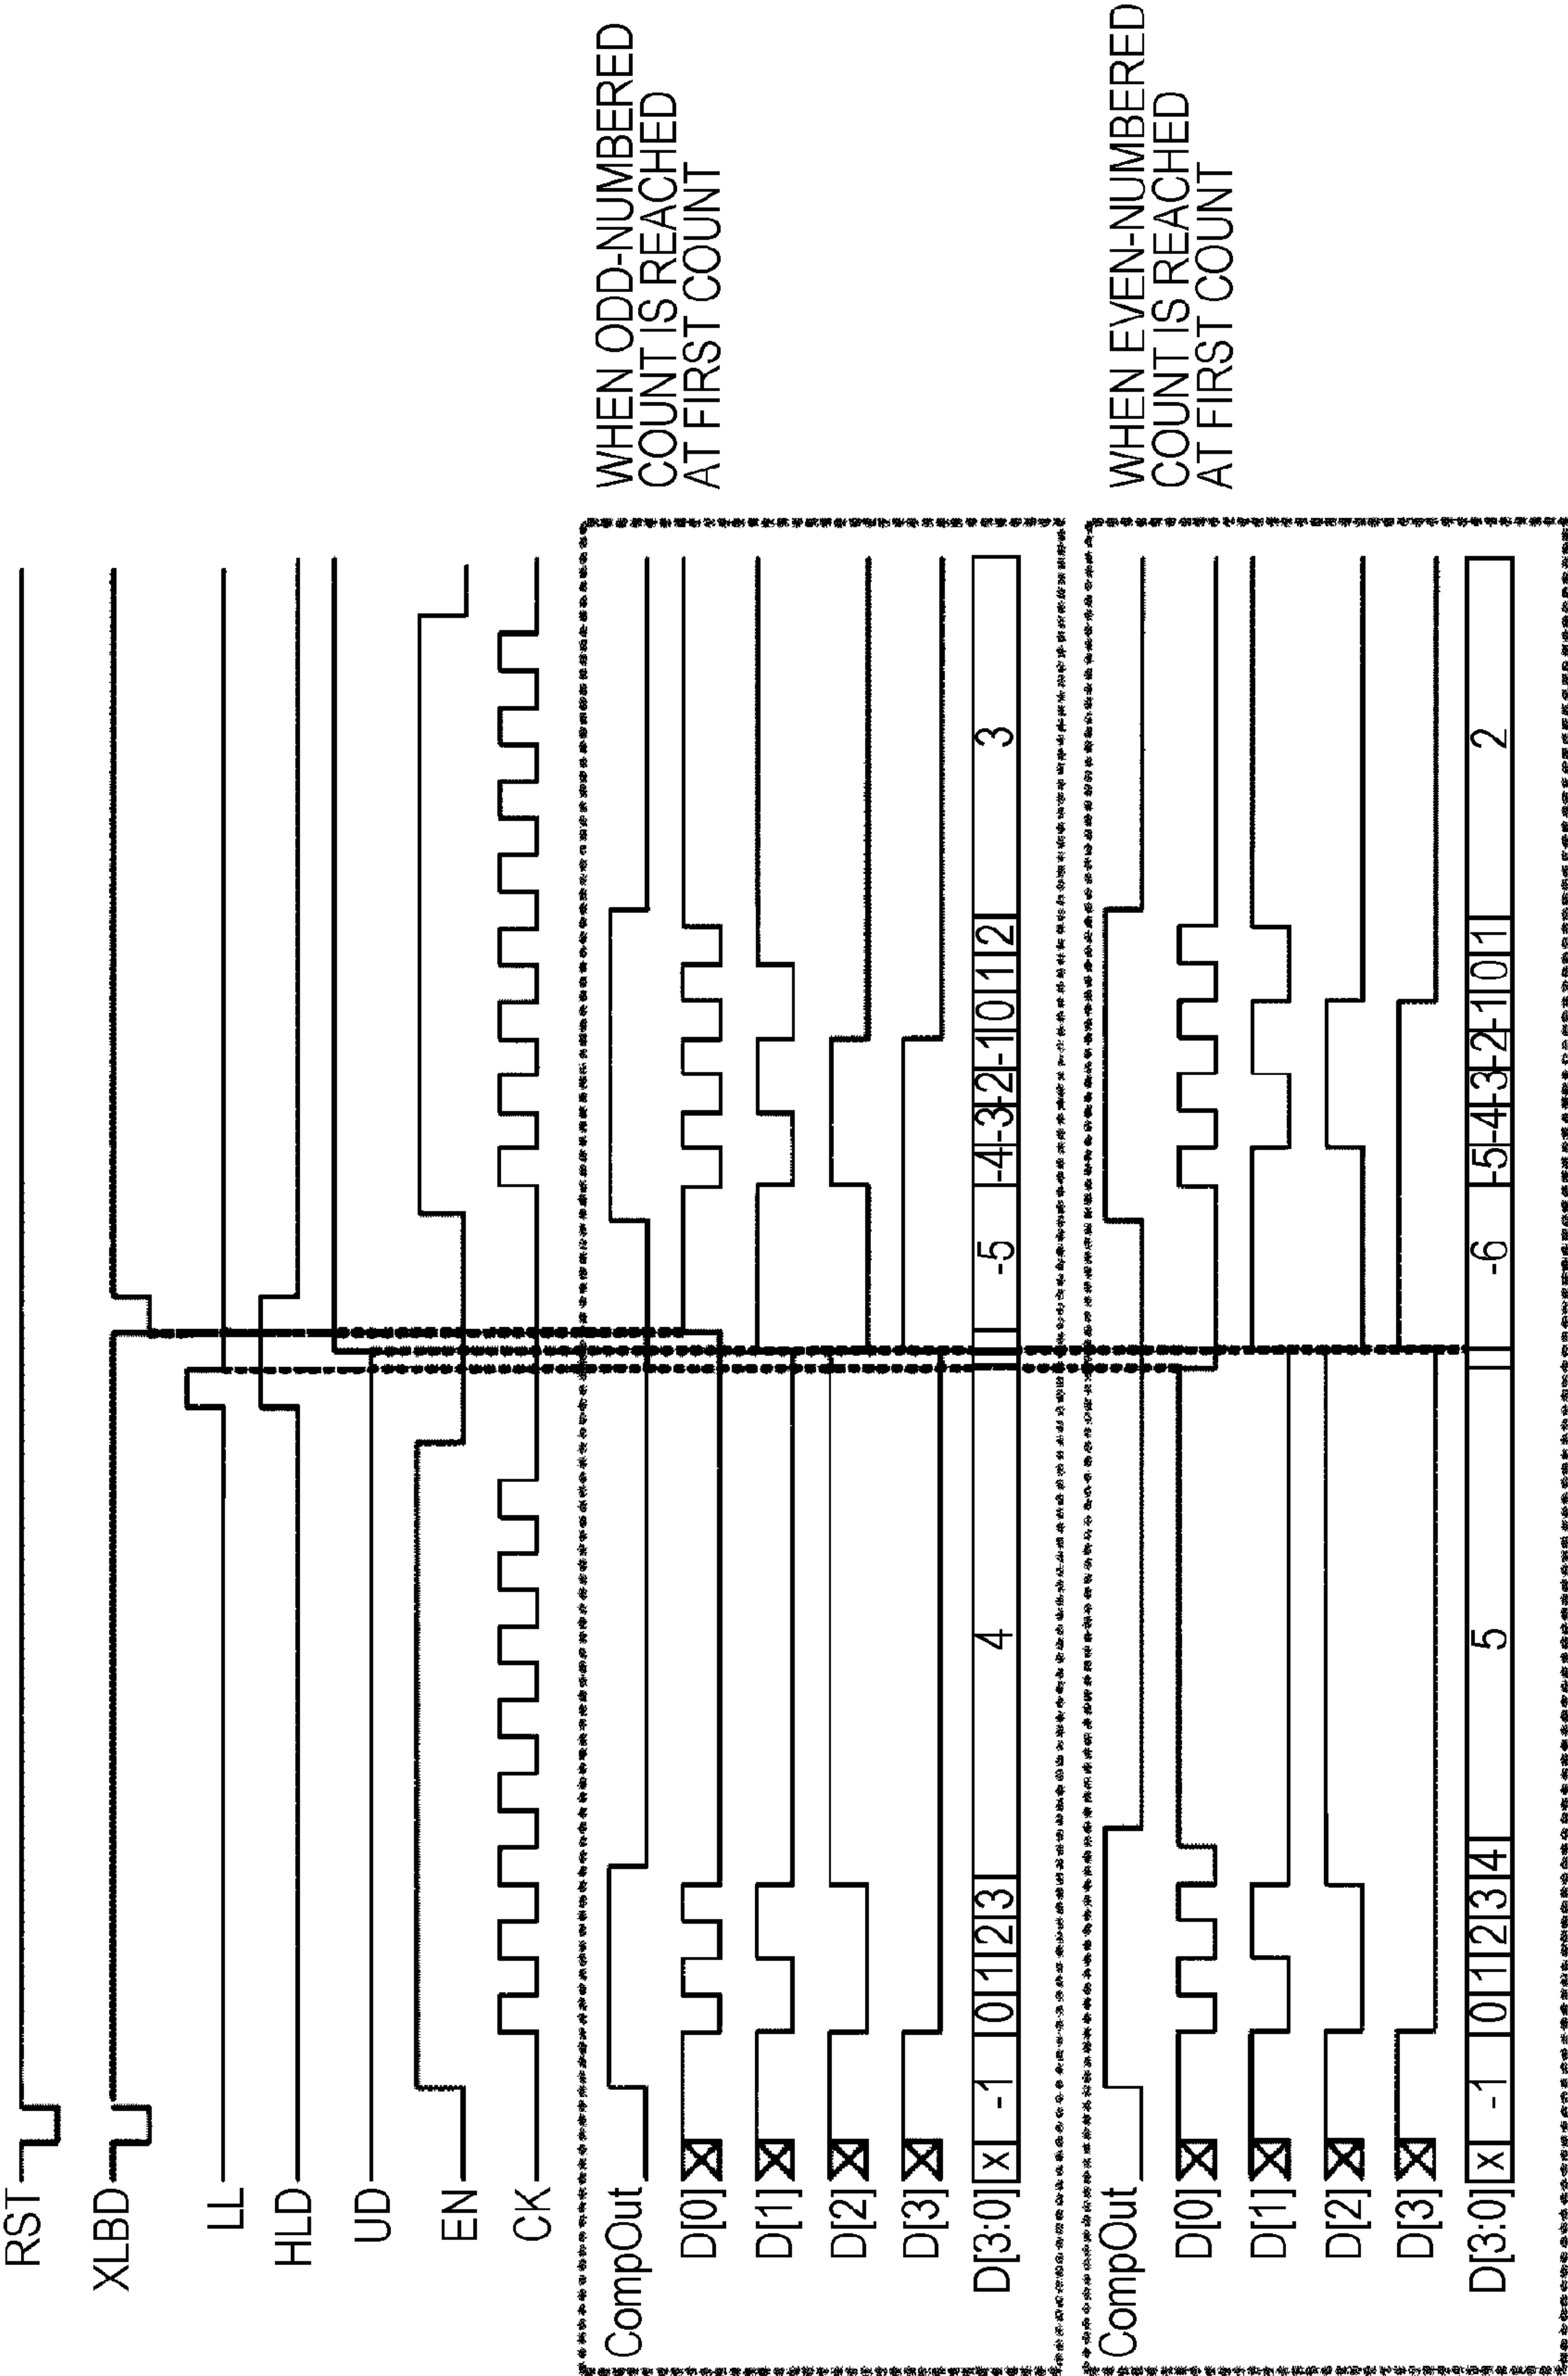 RST
XLBD
LL
HLD
UD
EN
CK
WHEN ODD-NUMBERED
COUNT IS REACHED
AT FIRST COUNT
CompOut
D[0]
D[1]
D[2]
D[3]
D[3:0] x -1 0 1 2 3 4 -5 -4 -3 -2 -1 0 1 2 3
WHEN EVEN-NUMBERED
COUNT IS REACHED
AT FIRST COUNT
CompOut
D[0]
D[1]
D[2]
D[3]
D[3:0] x -1 0 1 2 3 4 5 -6 -5 -4 -3 -2 -1 0 1 2